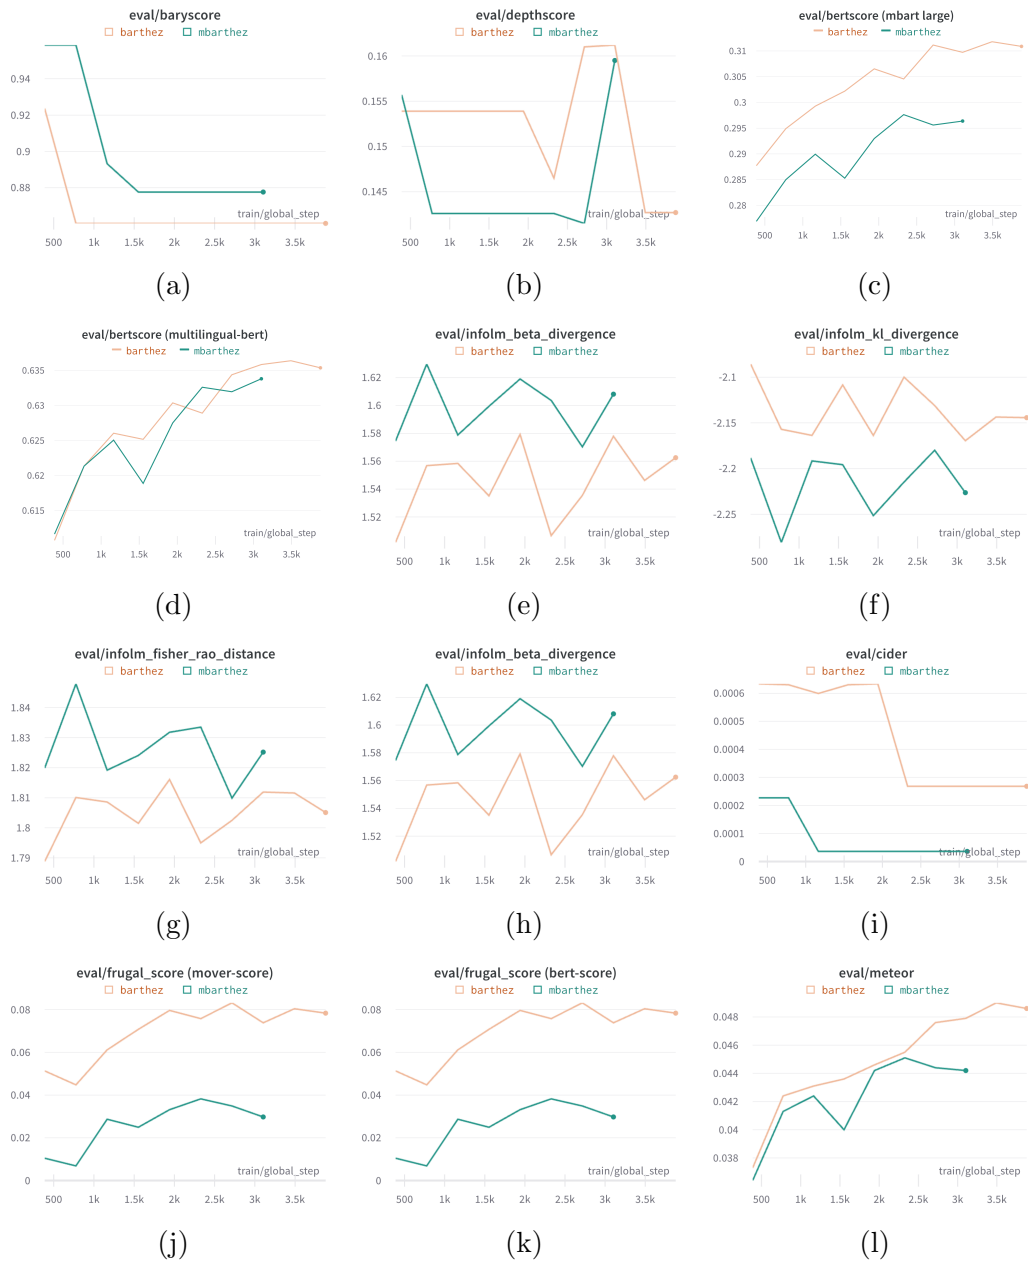 eval/baryscore
barthez mbarthez
0.94
0.92
0.9
0.88
train/global_step
500 1k 1.5k 2k 2.5k 3k 3.5k
(a)
eval/depthscore
barthez mbarthez
0.16
0.155
0.15
0.145
train/global_step
500 1k 1.5k 2k 2.5k 3k 3.5k
(b)
eval/bertscore (mbart large)
barthez mbarthez
0.31
0.305
0.3
0.295
0.29
0.285
0.28
train/global_step
500 1k 1.5k 2k 2.5k 3k 3.5k
(c)
eval/bertscore (multilingual-bert)
barthez mbarthez
0.635
0.63
0.625
0.62
0.615
train/global_step
500 1k 1.5k 2k 2.5k 3k 3.5k
(d)
eval/infolm_beta_divergence
barthez mbarthez
1.62
1.6
1.58
1.56
1.54
1.52
train/global_step
500 1k 1.5k 2k 2.5k 3k 3.5k
(e)
eval/infolm_kl_divergence
barthez mbarthez
-2.1
-2.15
-2.2
-2.25
train/global_step
500 1k 1.5k 2k 2.5k 3k 3.5k
(f)
eval/infolm_fisher_rao_distance
barthez mbarthez
1.84
1.83
1.82
1.81
1.8
1.79
train/global_step
500 1k 1.5k 2k 2.5k 3k 3.5k
(g)
eval/infolm_beta_divergence
barthez mbarthez
1.62
1.6
1.58
1.56
1.54
1.52
train/global_step
500 1k 1.5k 2k 2.5k 3k 3.5k
(h)
eval/cider
barthez mbarthez
0.0006
0.0005
0.0004
0.0003
0.0002
0.0001
0
train/global_step
500 1k 1.5k 2k 2.5k 3k 3.5k
(i)
eval/frugal_score (mover-score)
barthez mbarthez
0.08
0.06
0.04
0.02
0
train/global_step
500 1k 1.5k 2k 2.5k 3k 3.5k
(j)
eval/frugal_score (bert-score)
barthez mbarthez
0.08
0.06
0.04
0.02
0
train/global_step
500 1k 1.5k 2k 2.5k 3k 3.5k
(k)
eval/meteor
barthez mbarthez
0.048
0.046
0.044
0.042
0.04
0.038
train/global_step
500 1k 1.5k 2k 2.5k 3k 3.5k
(l)